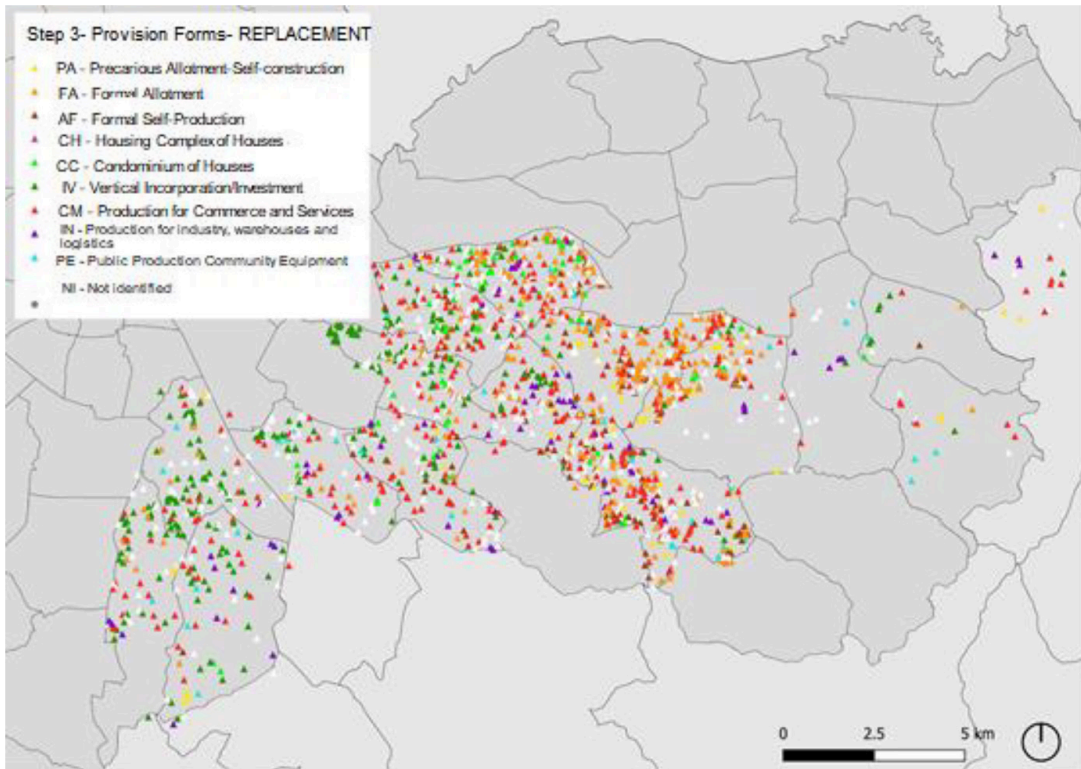 Step 3- Provision Forms- REPLACEMENT
PA - Precarious Allotment-Self-construction
FA - Formal Allotment
AF - Formal Self-Production
CH - Housing Complex of Houses
CC - Condominium of Houses
IV - Vertical Incorporation/Investment
CM - Production for Commerce and Services
IN - Production for industry, warehouses and
logistics
PE - Public Production Community Equipment
NI - Not identified
0 2.5 5 km